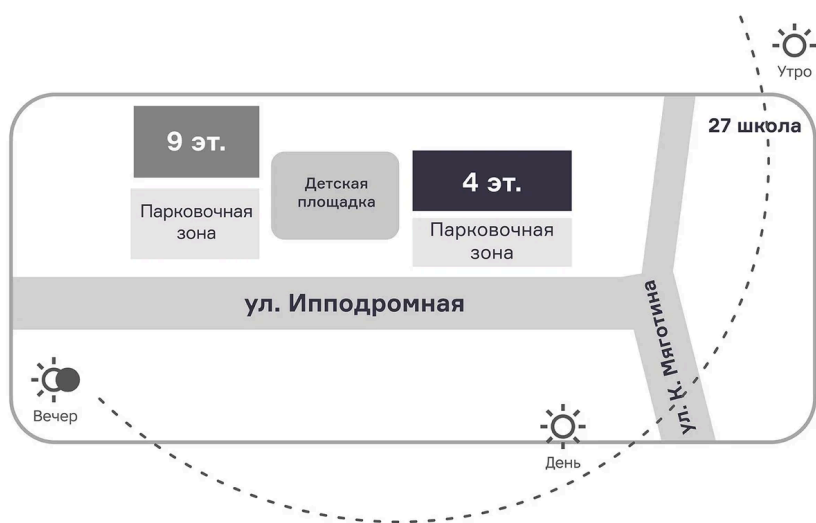 Утро
27 школа
9 эт.
Детская
площадка
4 эт.
Парковочная
зона
Парковочная
зона
ул. Ипподромная
ул. К. Мяготина
Вечер
День